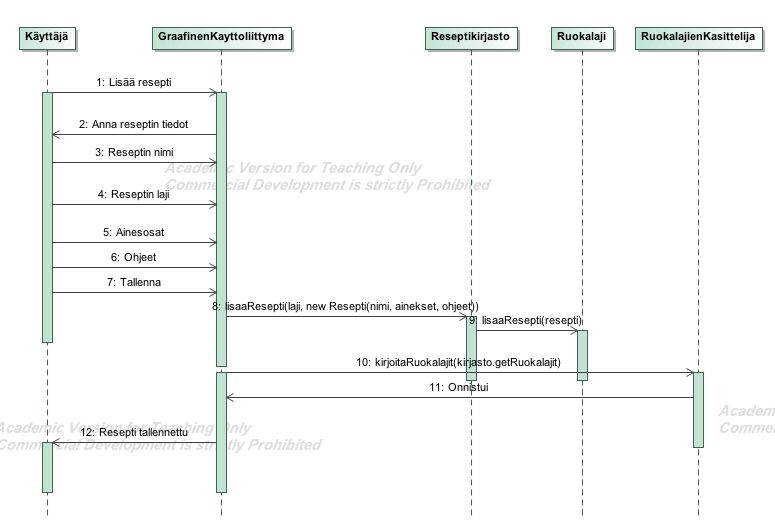 Käyttäjä
GraafinenKayttoliittyma
Reseptikirjasto
Ruokalaji
RuokalajienKasittelija
1: Lisää resepti
2: Anna reseptin tiedot
3: Reseptin nimi
Academic Version for Teaching Only
Commercial Development is strictly Prohibited
4: Reseptin laji
5: Ainesosat
6: Ohjeet
7: Tallenna
8: lisaaResepti(laji, new Resepti(nimi, ainekset, ohjeet))
9: lisaaResepti(resepti)
10: kirjoitaRuokalajit(kirjasto.getRuokalajit)
11: Onnistui
Academ
Comme
12: Resepti tallennettu
Academic Version for Teaching Only
Commercial Development is strictly Prohibited